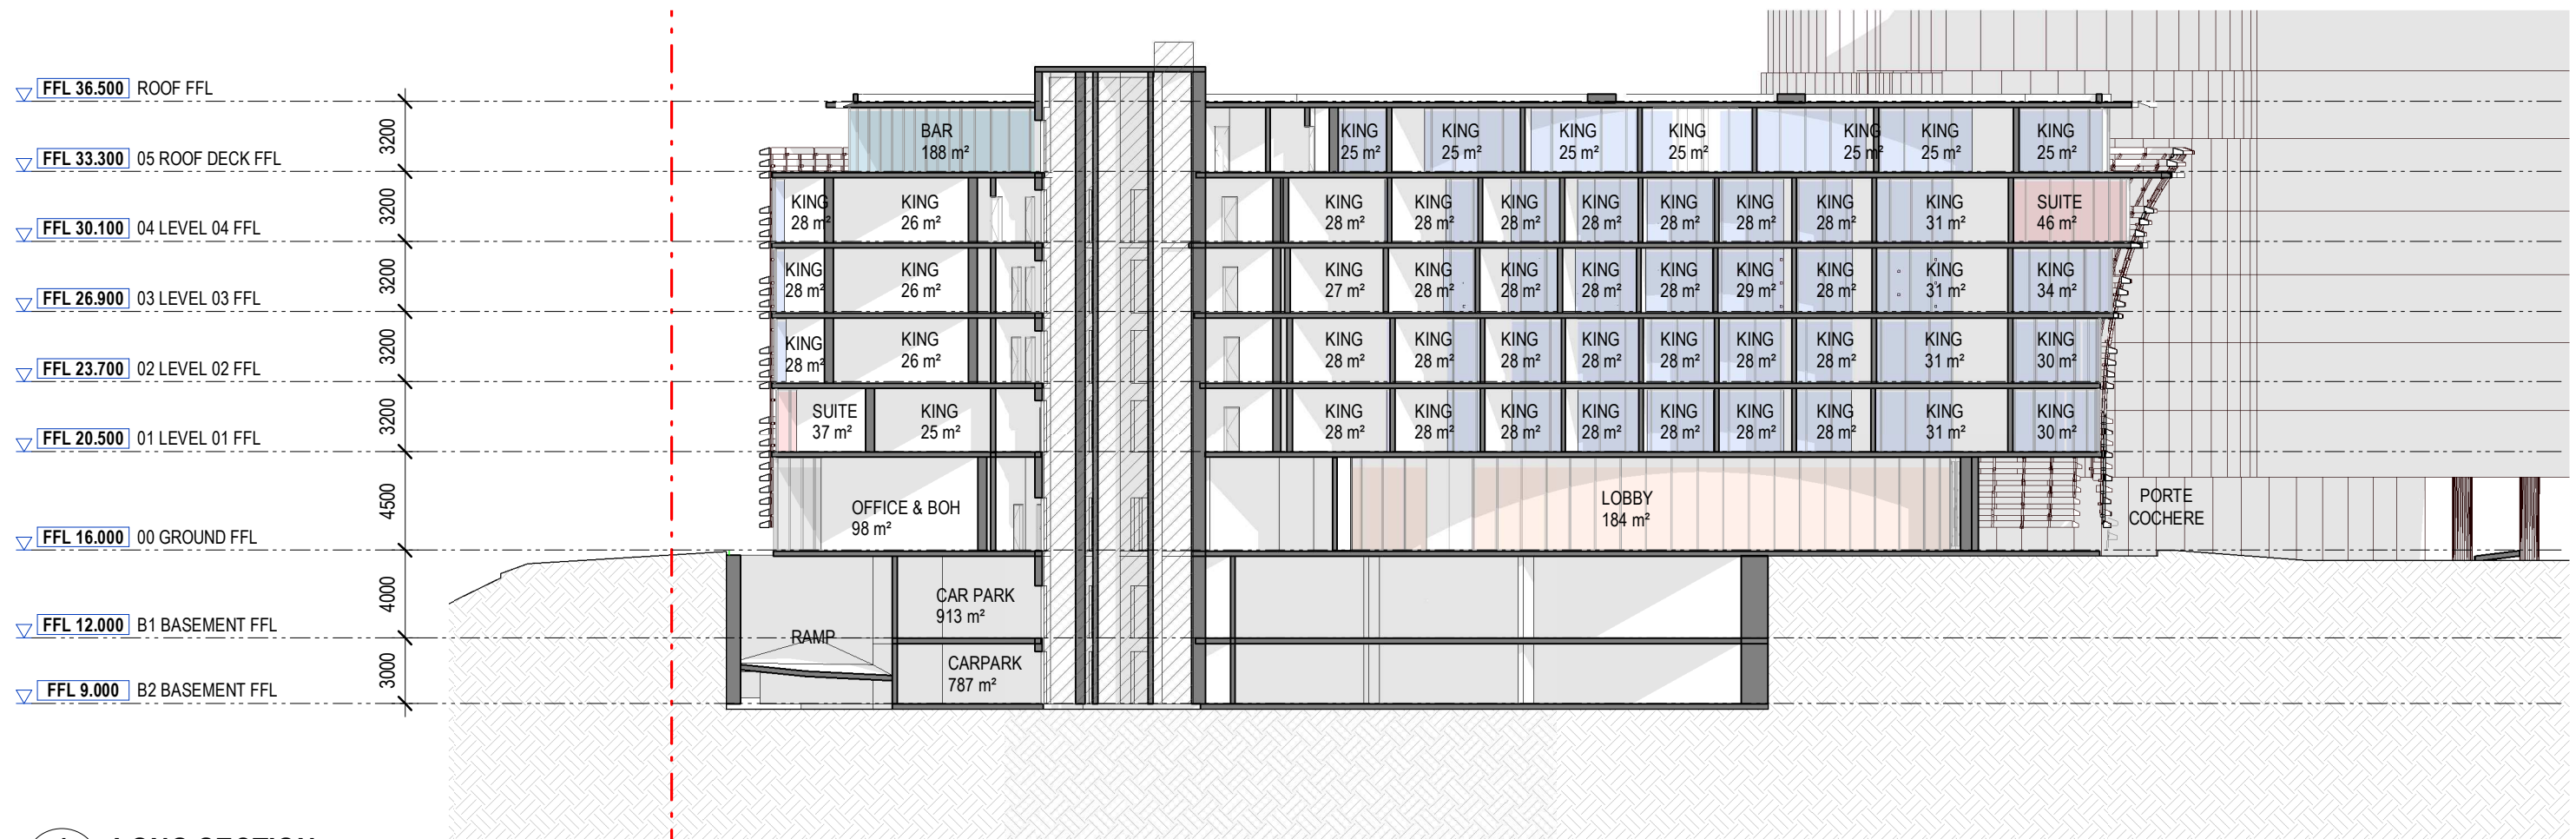 FFL 36.500 ROOF FFL
3200
BAR
188 m²
KING KING KING KING KING KING KING
25 m² 25 m² 25 m² 25 m² 25 m² 25 m² 25 m²
FFL 33.300 05 ROOF DECK FFL
3200
KING KING KING KING KING KING KING KING KING KING SUITE
28 m² 26 m² 28 m² 28 m² 28 m² 28 m² 28 m² 28 m² 28 m² 31 m² 46 m²
FFL 30.100 04 LEVEL 04 FFL
3200
KING KING KING KING KING KING KING KING KING KING KING
28 m² 26 m² 27 m² 28 m² 28 m² 28 m² 28 m² 29 m² 28 m² 31 m² 34 m²
FFL 26.900 03 LEVEL 03 FFL
3200
KING KING KING KING KING KING KING KING KING KING KING
28 m² 26 m² 28 m² 28 m² 28 m² 28 m² 28 m² 28 m² 28 m² 31 m² 30 m²
FFL 23.700 02 LEVEL 02 FFL
3200
SUITE KING KING KING KING KING KING KING KING KING KING
37 m² 25 m² 28 m² 28 m² 28 m² 28 m² 28 m² 28 m² 28 m² 31 m² 30 m²
FFL 20.500 01 LEVEL 01 FFL
4500
OFFICE & BOH
98 m²
LOBBY
184 m²
PORTE
COCHERE
FFL 16.000 00 GROUND FFL
4000
CAR PARK
913 m²
FFL 12.000 B1 BASEMENT FFL
RAMP
3000
CARPARK
787 m²
FFL 9.000 B2 BASEMENT FFL